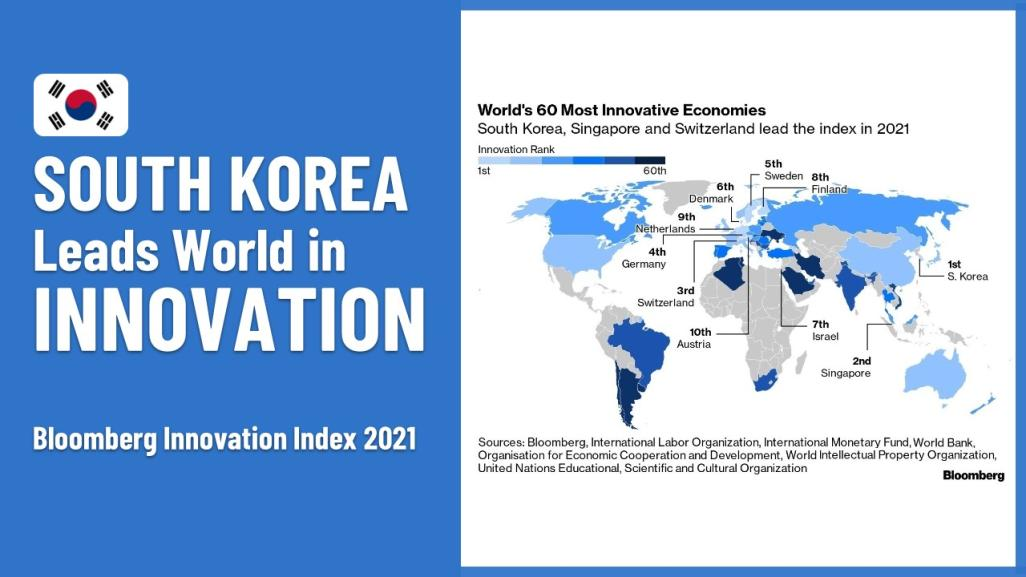 SOUTH KOREA
Leads World in
INNOVATION
Bloomberg Innovation Index 2021
World's 60 Most Innovative Economies
South Korea, Singapore and Switzerland lead the index in 2021
Innovation Rank
1st
60th
5th
Sweden
8th
Finland
6th
Denmark
9th
Netherlands
4th
Germany
1st
S. Korea
3rd
Switzerland
10th
Austria
7th
Israel
2nd
Singapore
Sources: Bloomberg, International Labor Organization, International Monetary Fund, World Bank,
Organisation for Economic Cooperation and Development, World Intellectual Property Organization,
United Nations Educational, Scientific and Cultural Organization
Bloomberg